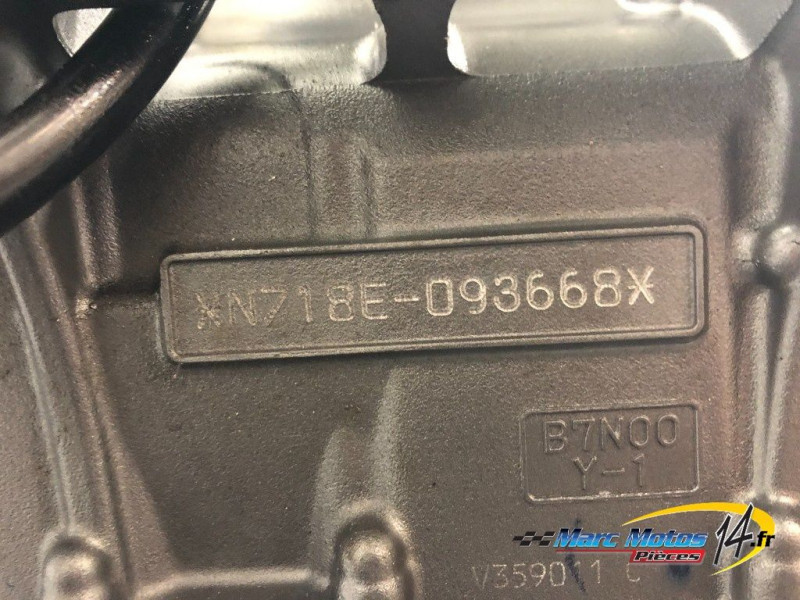 *N718E-093668*
B7N00
Y-1
Marc Motos 14.fr
Pièces
V359011 C